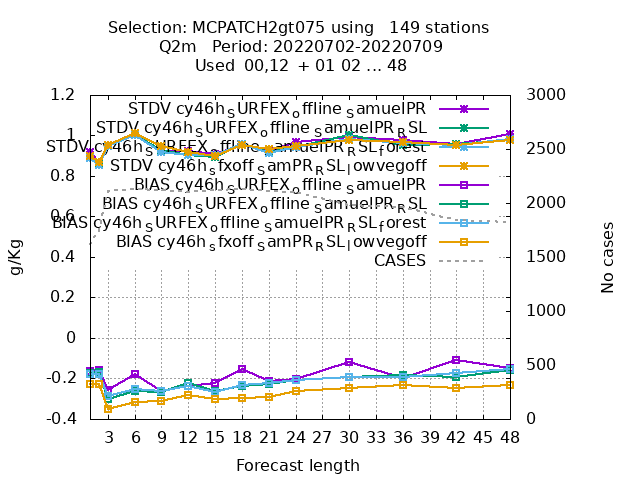 Selection: MCPATCH2gt075 using   149 stations
Q2m   Period: 20220702-20220709
Used  00,12  + 01 02 ... 48
STDV cy46h_SURFEX_offline_SamuelPR
STDV cy46h_SURFEX_offline_SamuelPR_RSL
STDV cy46h_SURFEX_offline_SamuelPR_RSL_forest
STDV cy46h_sfxoff_SamPR_RSL_lowvegoff
BIAS cy46h_SURFEX_offline_SamuelPR
BIAS cy46h_SURFEX_offline_SamuelPR_RSL
BIAS cy46h_SURFEX_offline_SamuelPR_RSL_forest
BIAS cy46h_sfxoff_SamPR_RSL_lowvegoff
CASES
g/Kg
1.2
1
0.8
0.6
0.4
0.2
0
-0.2
-0.4
3000
2500
2000
1500
1000
500
0
No cases
3 6 9 12 15 18 21 24 27 30 33 36 39 42 45 48
Forecast length